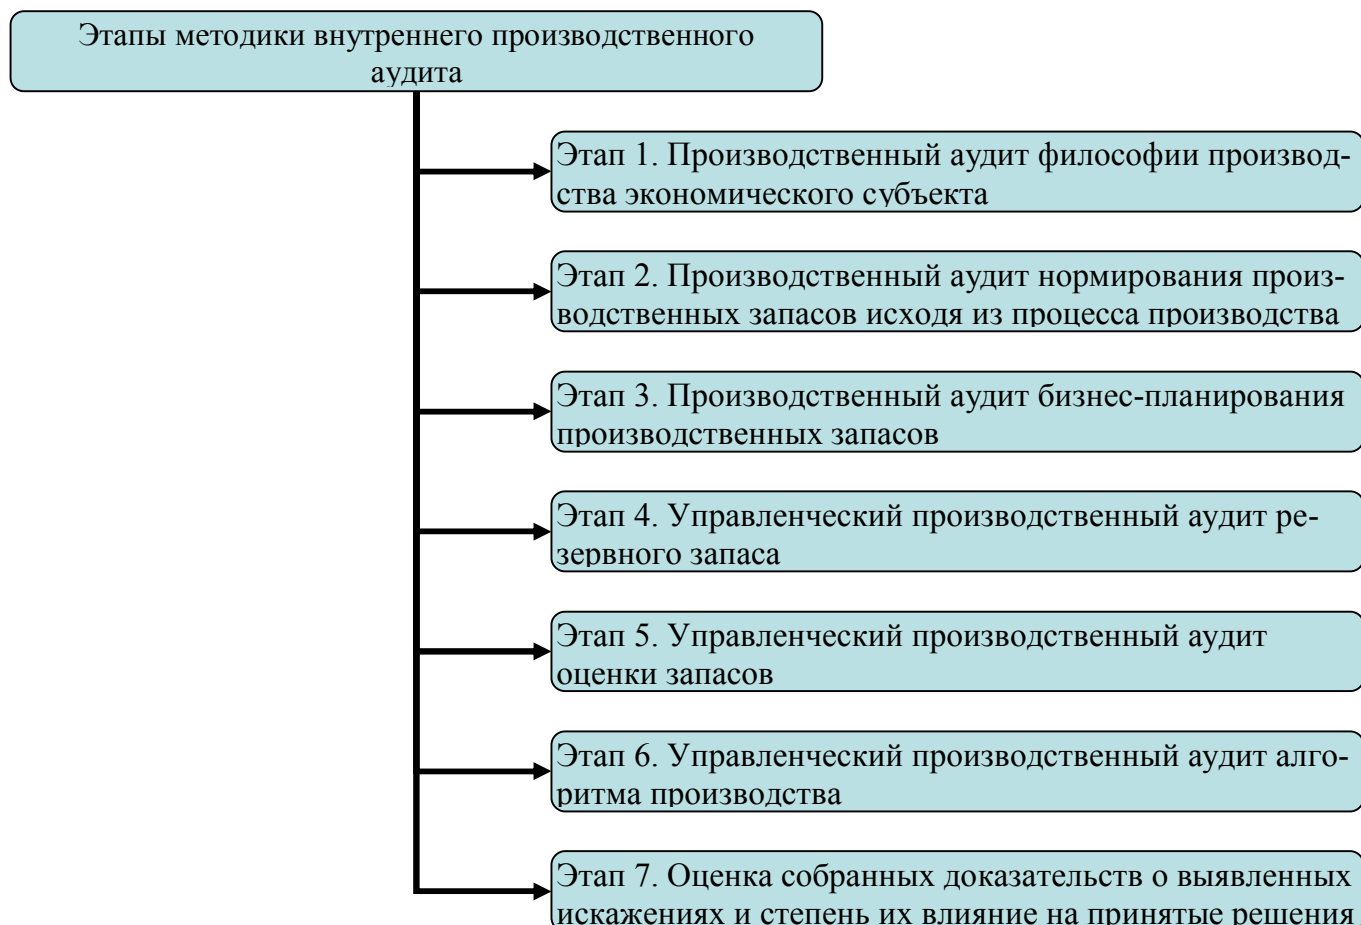 Этапы методики внутреннего производственного
аудита
Этап 1. Производственный аудит философии производ-
ства экономического субъекта
Этап 2. Производственный аудит нормирования произ-
водственных запасов исходя из процесса производства
Этап 3. Производственный аудит бизнес-планирования
производственных запасов
Этап 4. Управленческий производственный аудит ре-
зервного запаса
Этап 5. Управленческий производственный аудит
оценки запасов
Этап 6. Управленческий производственный аудит алго-
ритма производства
Этап 7. Оценка собранных доказательств о выявленных
искажениях и степень их влияние на принятые решения